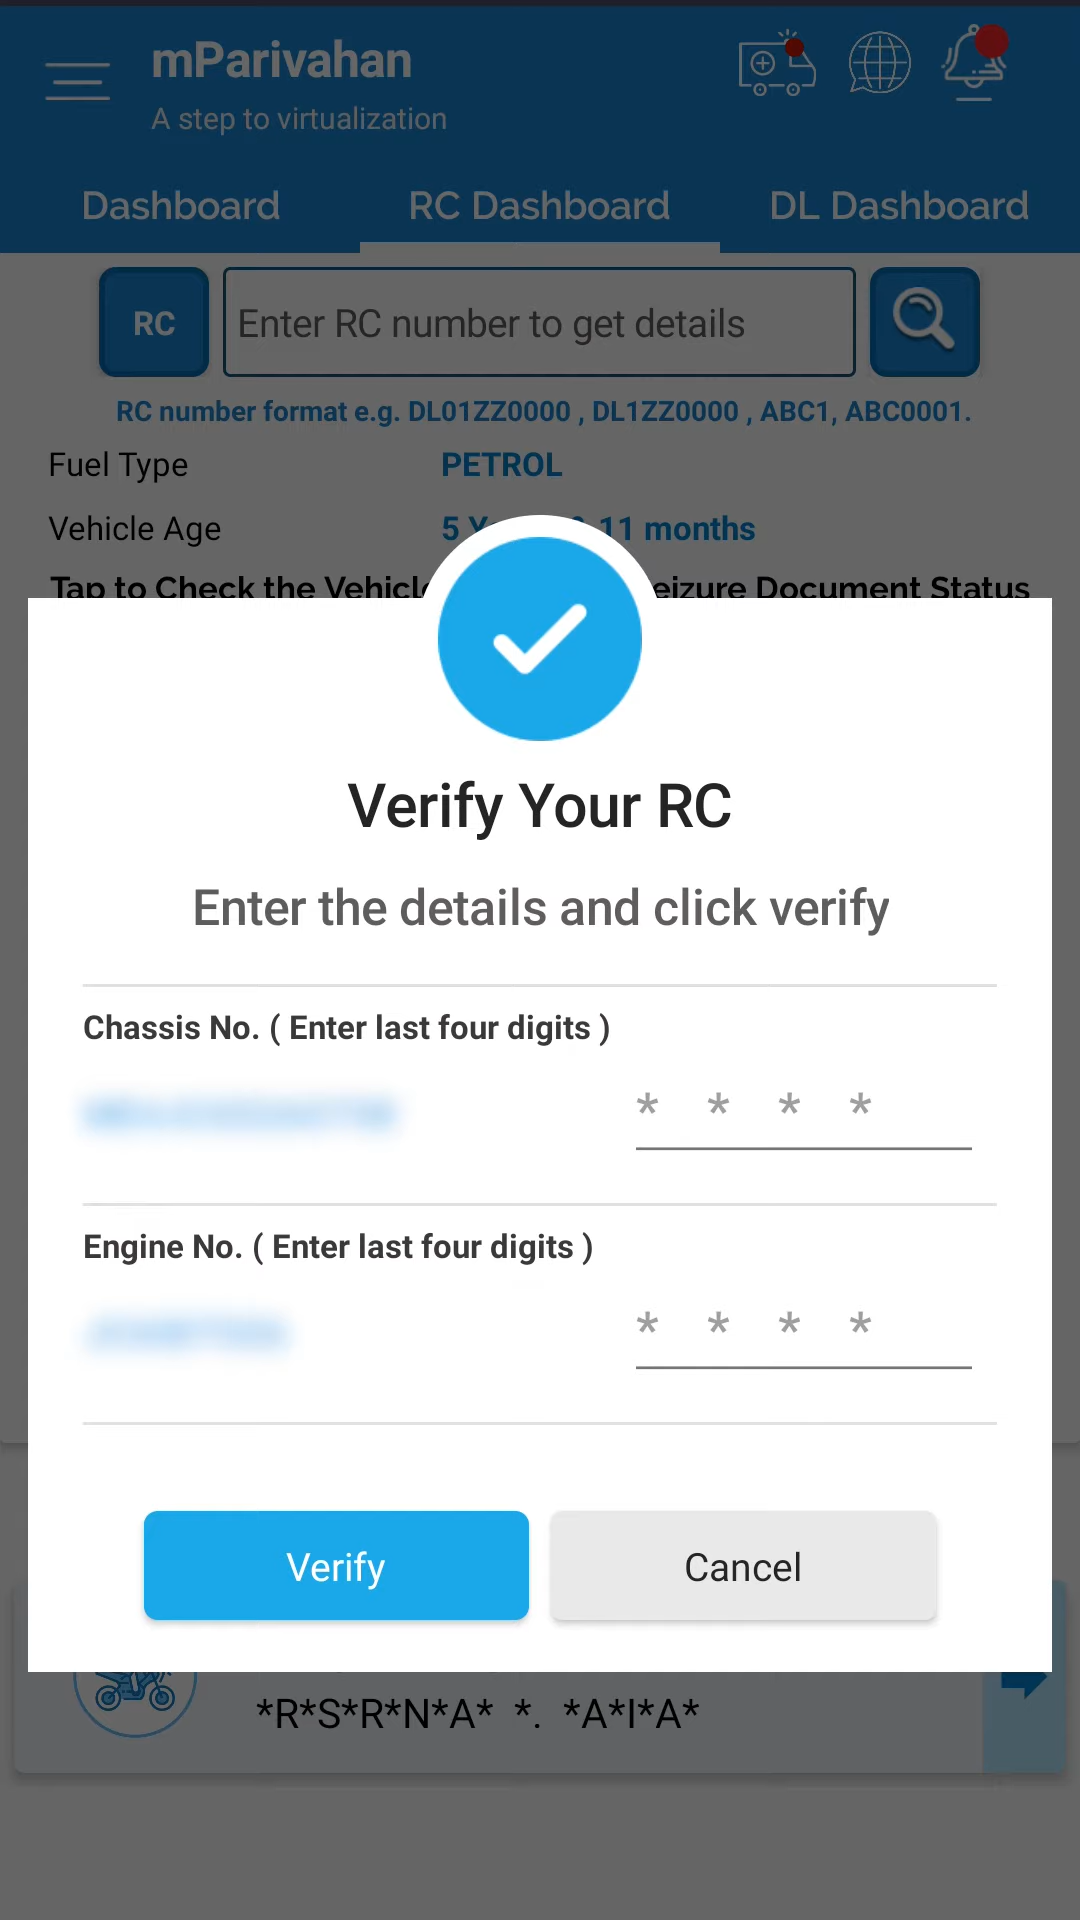 mParivahan
A step to virtualization
Dashboard RC Dashboard DL Dashboard
RC Enter RC number to get details
RC number format e.g. DL01ZZ0000 , DL1ZZ0000 , ABC1, ABC0001.
Fuel Type PETROL
Vehicle Age 5 11 months
Tap to Check the Document Status
Verify Your RC
Enter the details and click verify
Chassis No. ( Enter last four digits )
* * * *
Engine No. ( Enter last four digits )
* * * *
Verify Cancel
*R*S*R*N*A* *. *A*I*A*